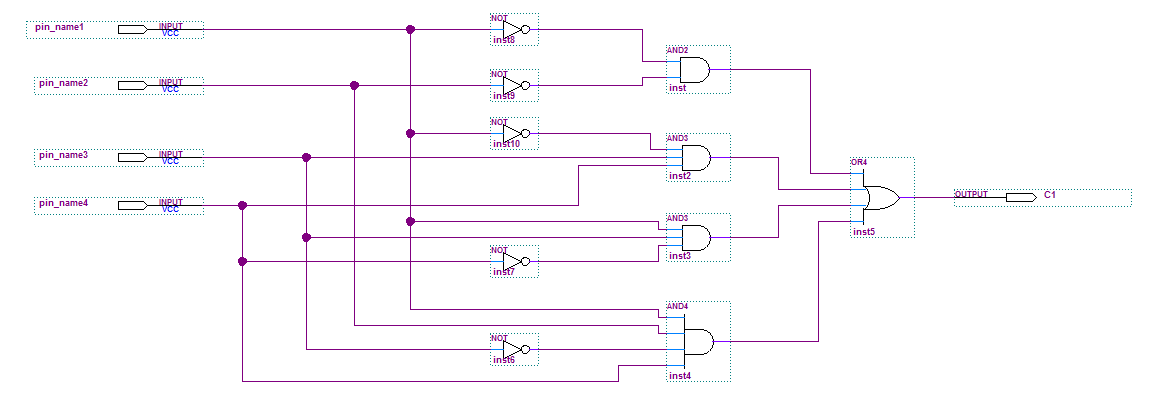 pin_name1 INPUT VCC
NOT inst8
AND2 inst
pin_name2 INPUT VCC
NOT inst9
NOT inst10
pin_name3 INPUT VCC
AND3 inst2
OR4 inst5
pin_name4 INPUT VCC
OUTPUT C1
AND3 inst3
NOT inst7
AND4 inst4
NOT inst6